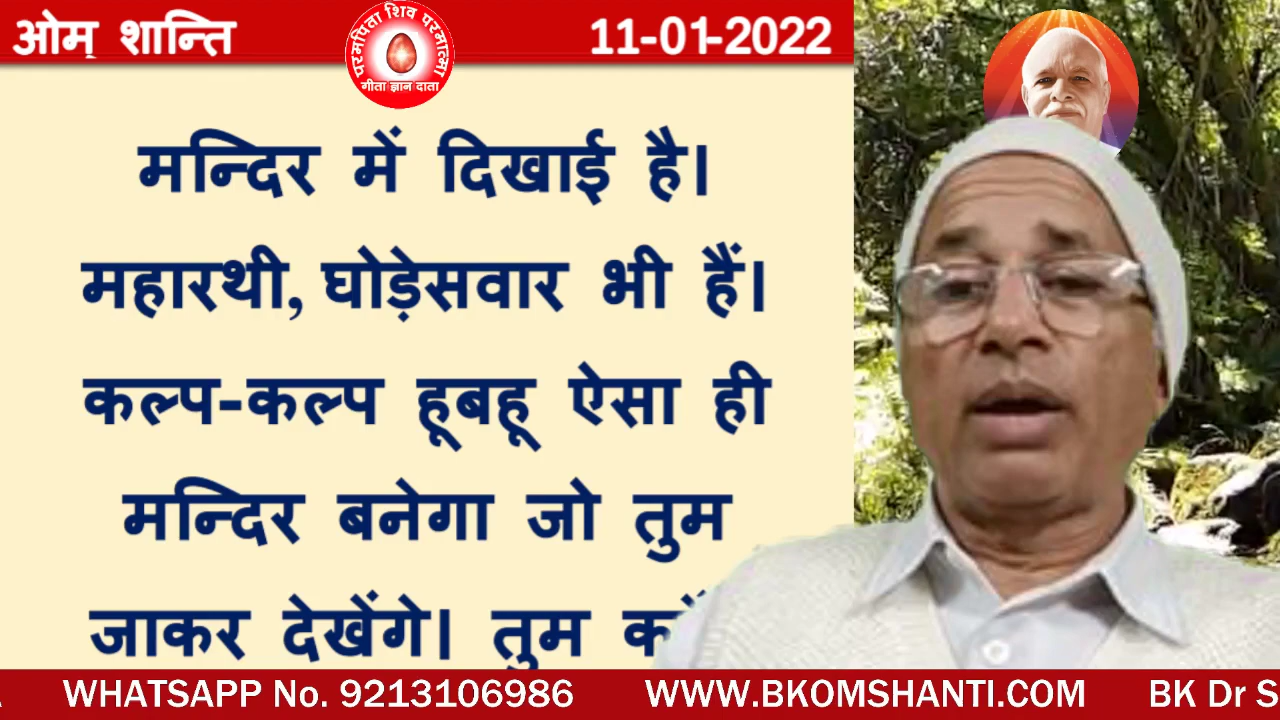 ओम् शान्ति
परमपिता शिव परमात्मा
गीता ज्ञान दाता
11-01-2022
मन्दिर में दिखाई है।
महारथी, घोड़ेसवार भी हैं।
कल्प-कल्प हूबहू ऐसा ही
मन्दिर बनेगा जो तुम
जाकर देखेंगे। तुम
WHATSAPP No. 9213106986 WWW.BKOMSHANTI.COM BK Dr S